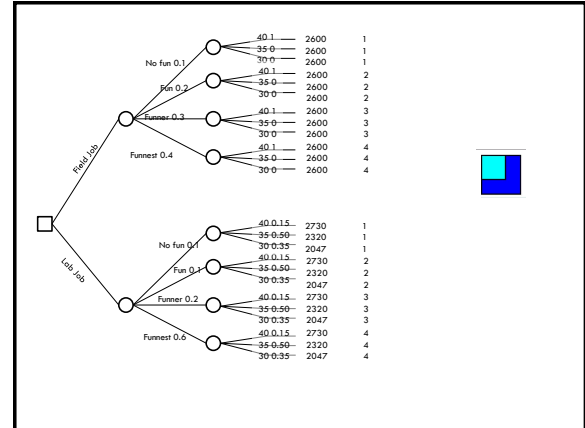 40 1 2600 1
35 0 2600 1
30 0 2600 1
No fun 0.1
40 1 2600 2
35 0 2600 2
30 0 2600 2
Fun 0.2
40 1 2600 3
35 0 2600 3
30 0 2600 3
Funner 0.3
40 1 2600 4
35 0 2600 4
30 0 2600 4
Funnest 0.4
Field Job
Lab Job
40 0.15 2730 1
35 0.50 2320 1
30 0.35 2047 1
No fun 0.1
40 0.15 2730 2
35 0.50 2320 2
30 0.35 2047 2
Fun 0.1
40 0.15 2730 3
35 0.50 2320 3
30 0.35 2047 3
Funner 0.2
40 0.15 2730 4
35 0.50 2320 4
30 0.35 2047 4
Funnest 0.6